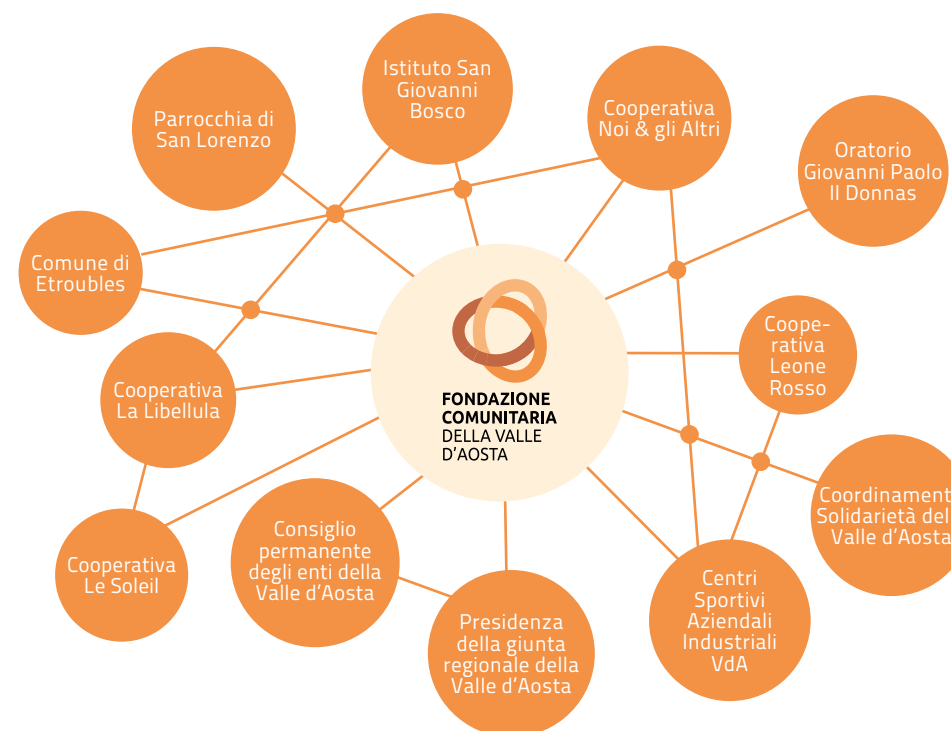 Istituto San
Giovanni
Bosco
Parrocchia di
San Lorenzo
Cooperativa
Noi & gli Altri
Oratorio
Giovanni Paolo
II Donnas
Comune di
Etroubles
Coope-
rativa
Leone
Rosso
Cooperativa
La Libellula
FONDAZIONE
COMUNITARIA
DELLA VALLE
D'AOSTA
Coordinament
Solidarietà del
Valle d'Aosta
Consiglio
permanente
degli enti della
Valle d'Aosta
Cooperativa
Le Soleil
Centri
Sportivi
Aziendali
Industriali
VdA
Presidenza
della giunta
regionale della
Valle d'Aosta